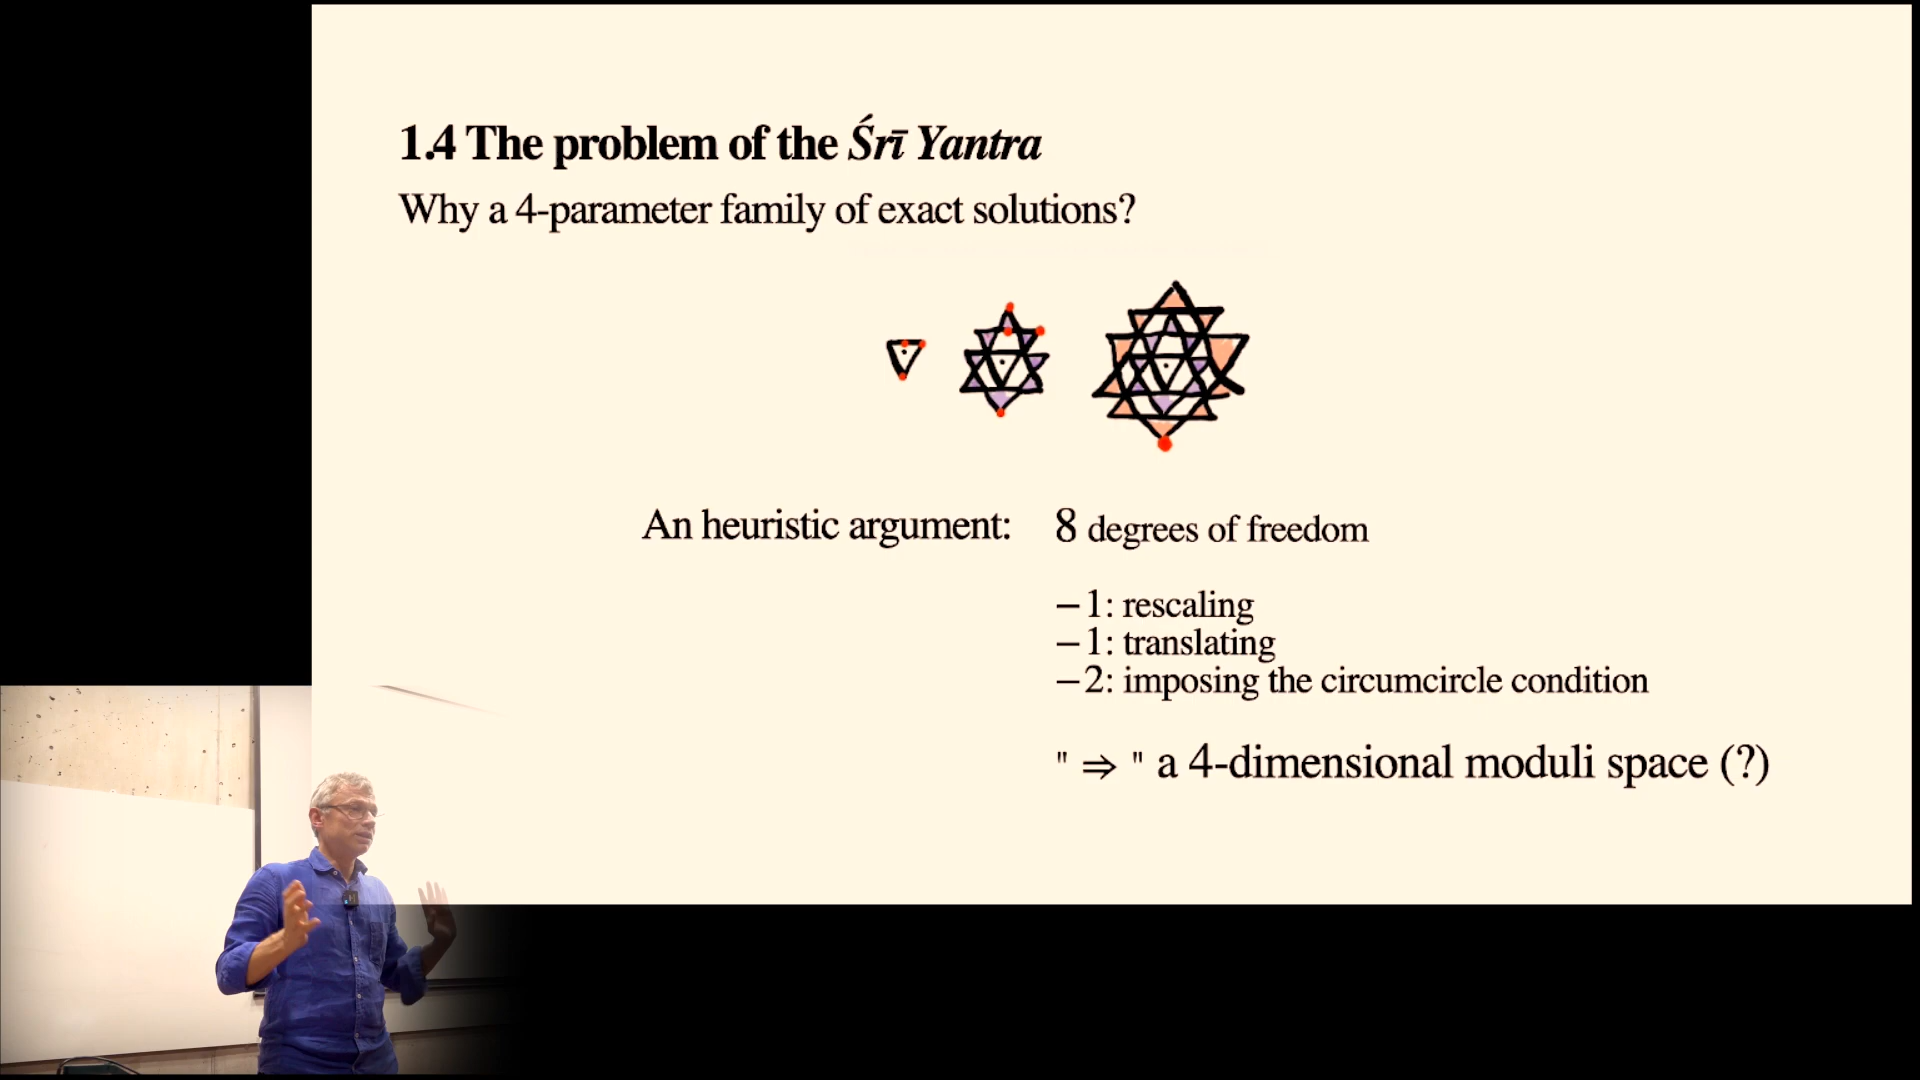 1.4 The problem of the Śrī Yantra
Why a 4-parameter family of exact solutions?
An heuristic argument: 8 degrees of freedom
−1: rescaling
−1: translating
−2: imposing the circumcircle condition
" ⇒ " a 4-dimensional moduli space (?)